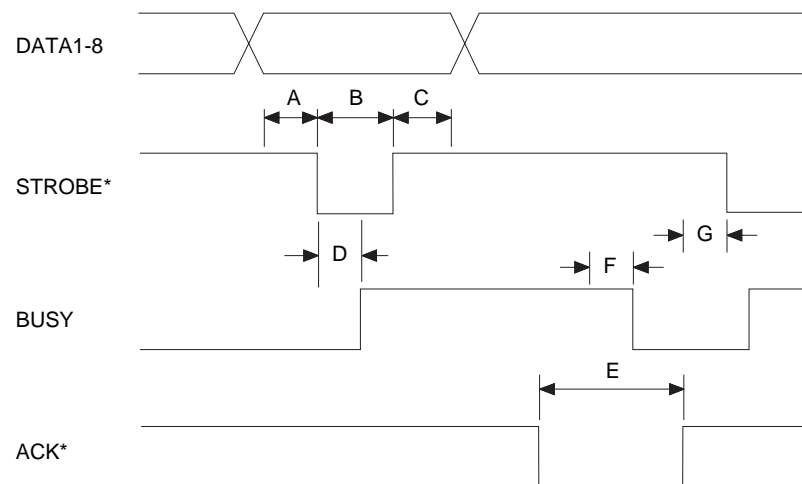 DATA1-8
A B C
STROBE*
G
D
F
BUSY
E
ACK*